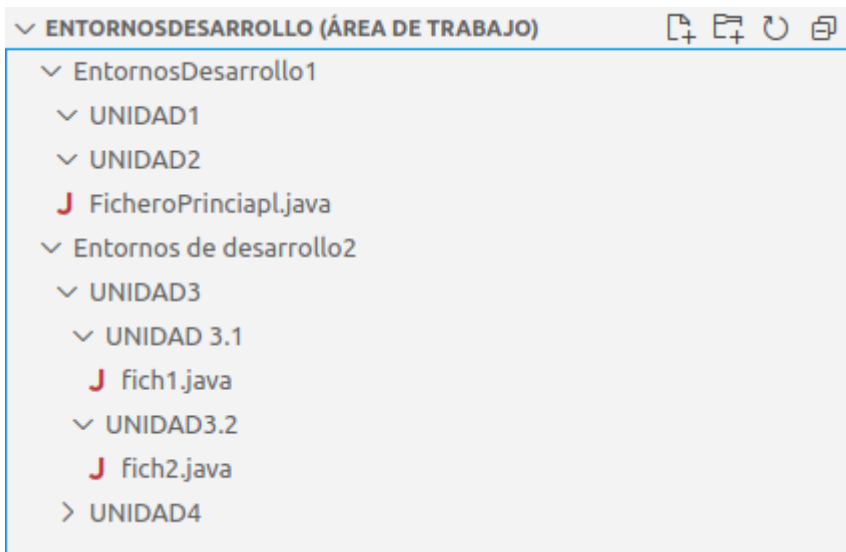 ENTORNOSDESARROLLO (ÁREA DE TRABAJO)
EntornosDesarrollo1
UNIDAD1
UNIDAD2
J FicheroPrinciapl.java
Entornos de desarrollo2
UNIDAD3
UNIDAD 3.1
J fich1.java
UNIDAD3.2
J fich2.java
UNIDAD4